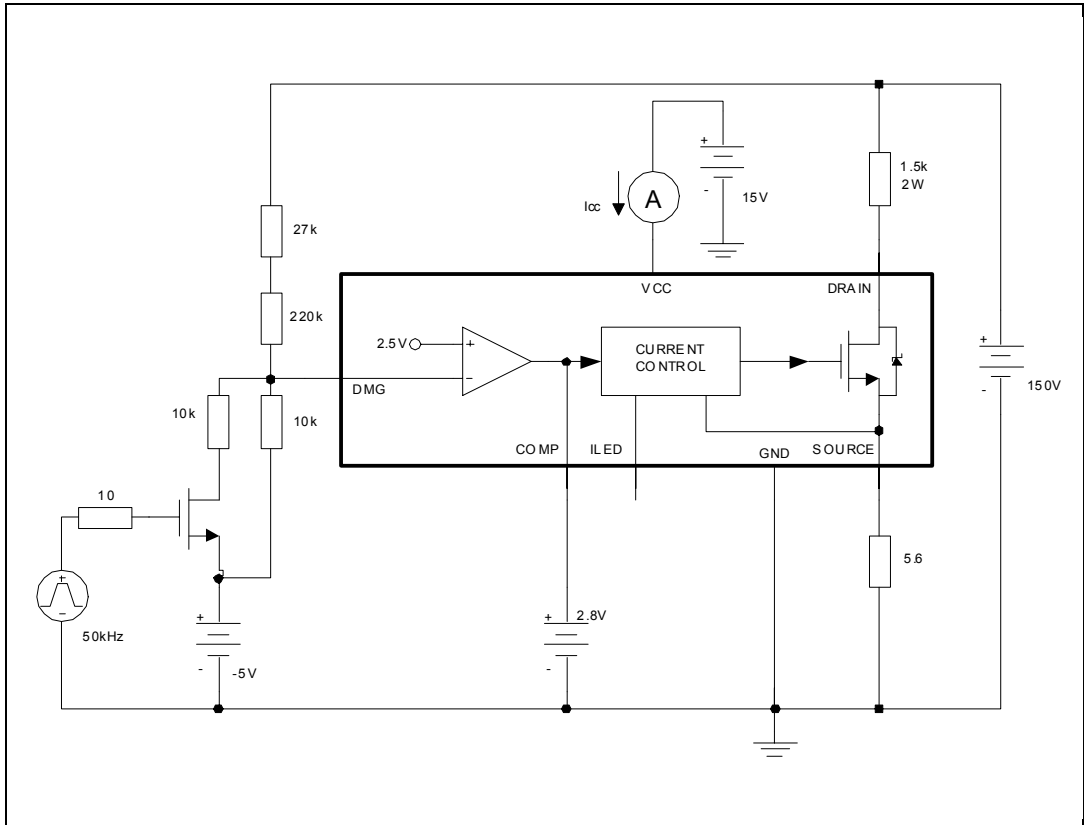 1.5k
2W
+
-
15V
Icc
A
27k
VCC
DRAIN
220k
2.5V
+
-
CURRENT
CONTROL
+
-
150V
DMG
10k
10k
COMP
ILED
GND
SOURCE
10
5.6
+
-
50kHz
+
-
-5V
+
-
2.8V